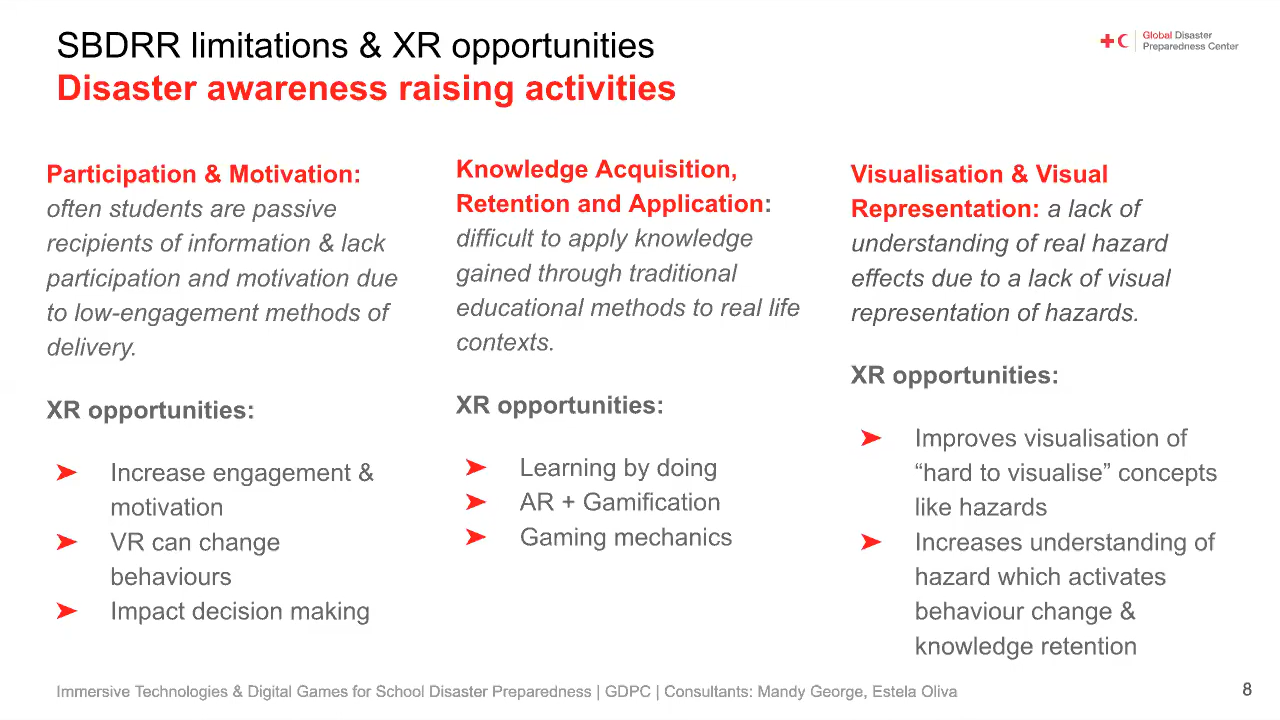 SBDRR limitations & XR opportunities
Disaster awareness raising activities
Global Disaster
Preparedness Center
Participation & Motivation:
often students are passive
recipients of information & lack
participation and motivation due
to low-engagement methods of
delivery.
XR opportunities:
➤ Increase engagement &
motivation
➤ VR can change
behaviours
➤ Impact decision making
Knowledge Acquisition,
Retention and Application:
difficult to apply knowledge
gained through traditional
educational methods to real life
contexts.
XR opportunities:
➤ Learning by doing
➤ AR + Gamification
➤ Gaming mechanics
Visualisation & Visual
Representation: a lack of
understanding of real hazard
effects due to a lack of visual
representation of hazards.
XR opportunities:
➤ Improves visualisation of
“hard to visualise” concepts
like hazards
➤ Increases understanding of
hazard which activates
behaviour change &
knowledge retention
Immersive Technologies & Digital Games for School Disaster Preparedness | GDPC | Consultants: Mandy George, Estela Oliva
8